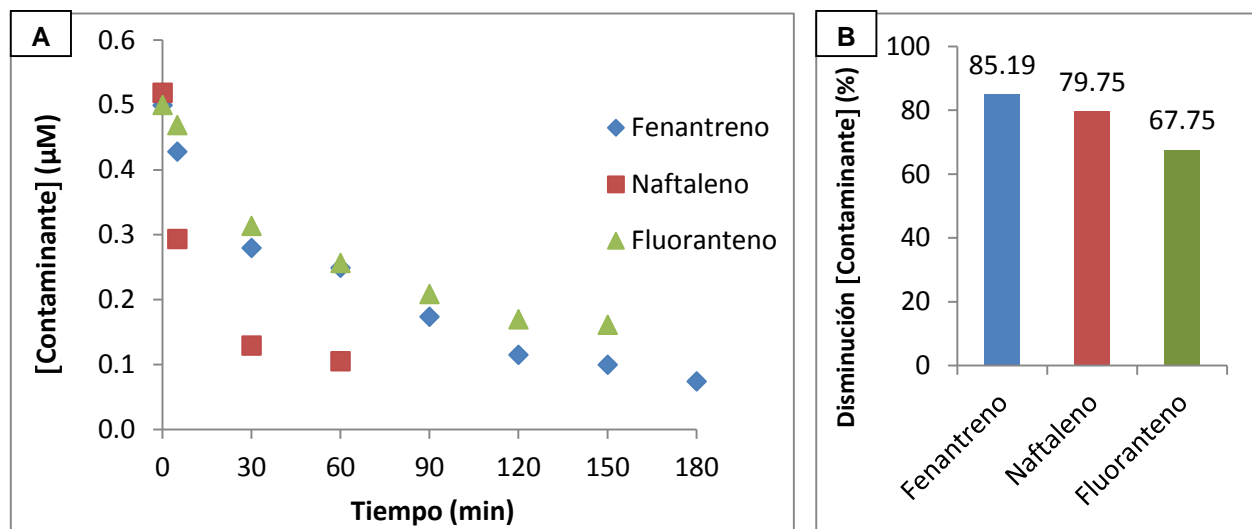 A
0.6
0.5
0.4
0.3
0.2
0.1
0.0
[Contaminante] (µM)
0
30
60
90
120
150
180
Tiempo (min)
Fenantreno
Naftaleno
Fluoranteno
B
100
80
60
40
20
0
Disminución [Contaminante] (%)
85.19
79.75
67.75
Fenantreno
Naftaleno
Fluoranteno